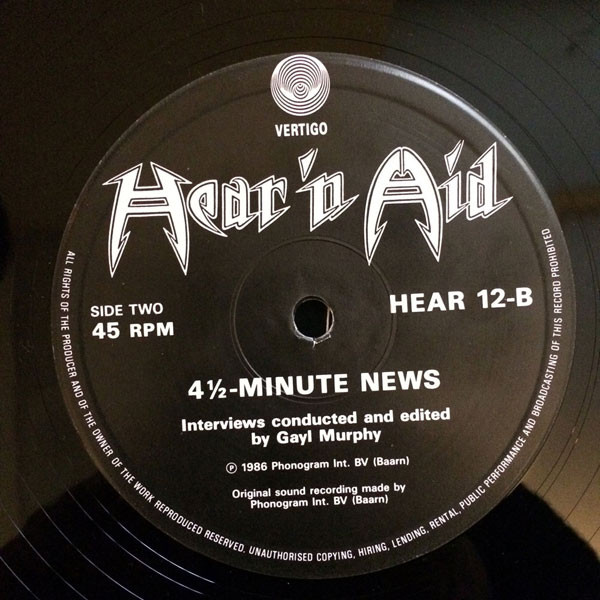 VERTIGO
Hear 'n Aid
SIDE TWO
45 RPM
HEAR 12-B
4½-MINUTE NEWS
Interviews conducted and edited
by Gayl Murphy
Ⓟ 1986 Phonogram Int. BV (Baarn)
Original sound recording made by
Phonogram Int. BV (Baarn)
ALL RIGHTS OF THE PRODUCER AND OF THE OWNER OF THE WORK REPRODUCED RESERVED. UNAUTHORISED COPYING, HIRING, LENDING, RENTAL, PUBLIC PERFORMANCE AND BROADCASTING OF THIS RECORD PROHIBITED